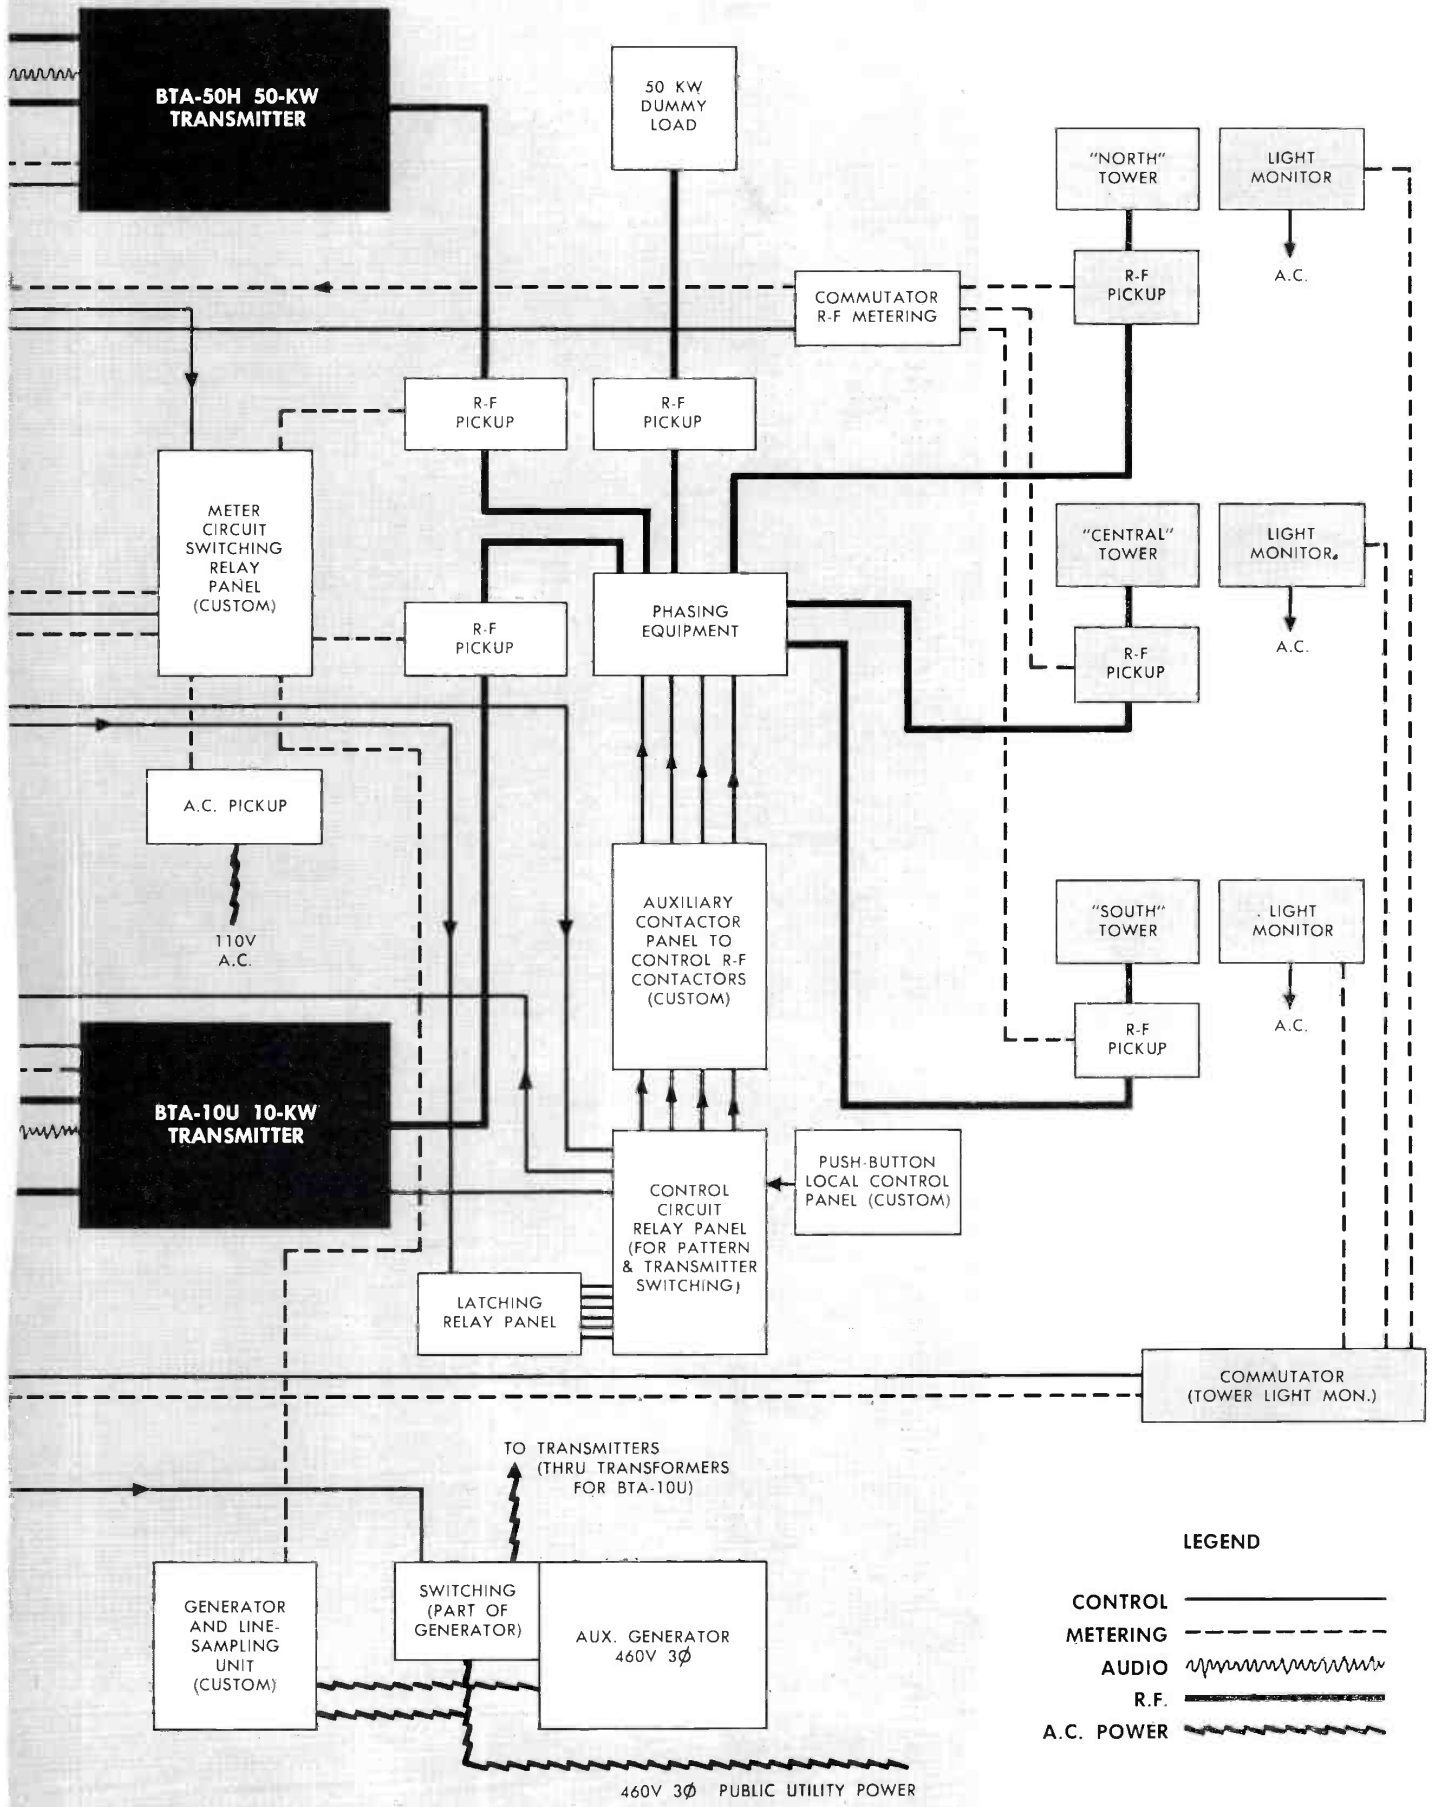 BTA-50H 50-KW
TRANSMITTER
50 KW
DUMMY
LOAD
"NORTH"
TOWER
LIGHT
MONITOR
A.C.
R-F
PICKUP
COMMUTATOR
R-F METERING
R-F
PICKUP
R-F
PICKUP
METER
CIRCUIT
SWITCHING
RELAY
PANEL
(CUSTOM)
"CENTRAL"
TOWER
LIGHT
MONITOR
A.C.
R-F
PICKUP
PHASING
EQUIPMENT
R-F
PICKUP
A.C. PICKUP
110V
A.C.
AUXILIARY
CONTACTOR
PANEL TO
CONTROL R-F
CONTACTORS
(CUSTOM)
"SOUTH"
TOWER
LIGHT
MONITOR
A.C.
R-F
PICKUP
BTA-10U 10-KW
TRANSMITTER
CONTROL
CIRCUIT
RELAY PANEL
(FOR PATTERN
& TRANSMITTER
SWITCHING)
PUSH-BUTTON
LOCAL CONTROL
PANEL (CUSTOM)
LATCHING
RELAY PANEL
COMMUTATOR
(TOWER LIGHT MON.)
TO TRANSMITTERS
(THRU TRANSFORMERS
FOR BTA-10U)
GENERATOR
AND LINE-
SAMPLING
UNIT
(CUSTOM)
SWITCHING
(PART OF
GENERATOR)
AUX. GENERATOR
460V 3Ø
460V 3Ø PUBLIC UTILITY POWER
LEGEND
CONTROL
METERING
AUDIO
R.F.
A.C. POWER